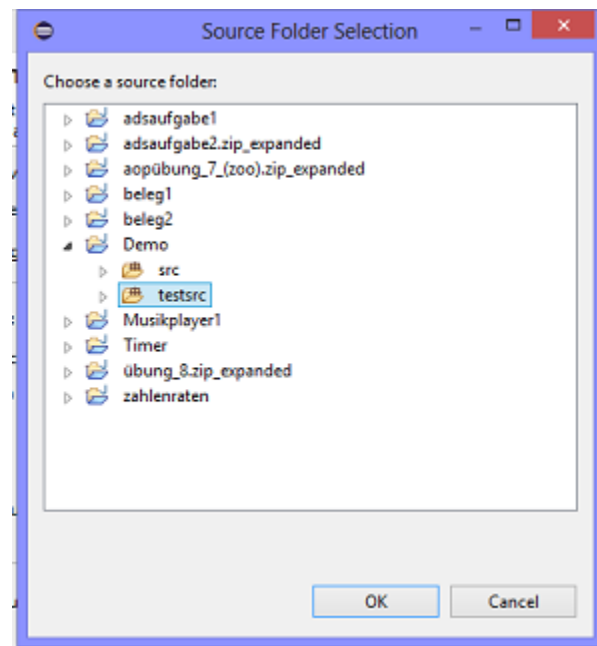 Source Folder Selection
Choose a source folder:
adsaufgabe1
adsaufgabe2.zip_expanded
aopübung_7_(zoo).zip_expanded
beleg1
beleg2
Demo
src
testsrc
Musikplayer1
Timer
übung_8.zip_expanded
zahlenraten
OK Cancel